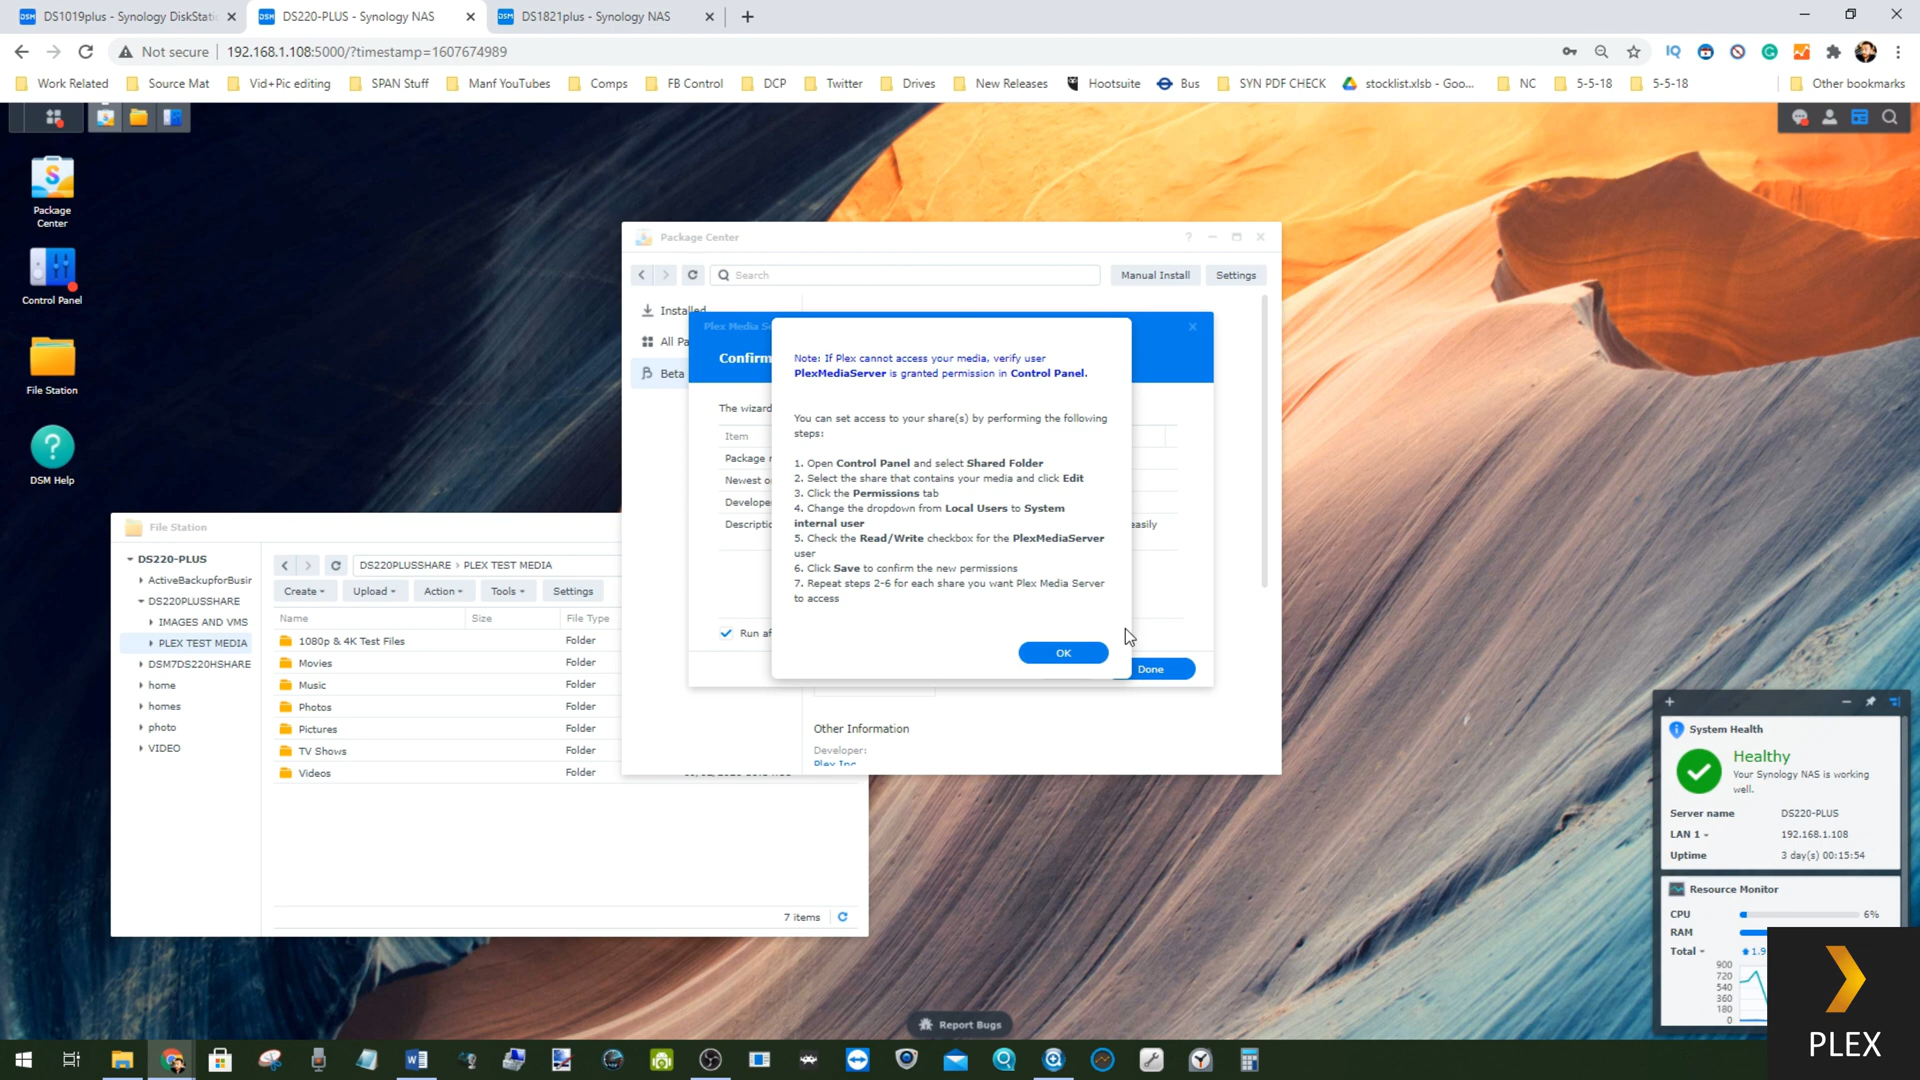 DS1019plus - Synology DiskStati
DS220-PLUS - Synology NAS
DS1821plus - Synology NAS
Not secure
192.168.1.108:5000/?timestamp=1607674989
Work Related
Source Mat
Vid+Pic editing
SPAN Stuff
Manf YouTubes
Comps
FB Control
DCP
Twitter
Drives
New Releases
Hootsuite
Bus
SYN PDF CHECK
stocklist.xlsb - Goo...
NC
5-5-18
5-5-18
Other bookmarks
Package
Center
Control Panel
File Station
DSM Help
Package Center
Search
Manual Install
Settings
Installed
All Pa
Beta
Plex Media Se
Confirm
The wizard
Item
Package n
Newest o
Develope
Descriptio
easily
Run af
Done
Note: If Plex cannot access your media, verify user
PlexMediaServer is granted permission in Control Panel.
You can set access to your share(s) by performing the following
steps:
1. Open Control Panel and select Shared Folder
2. Select the share that contains your media and click Edit
3. Click the Permissions tab
4. Change the dropdown from Local Users to System
internal user
5. Check the Read/Write checkbox for the PlexMediaServer
user
6. Click Save to confirm the new permissions
7. Repeat steps 2-6 for each share you want Plex Media Server
to access
OK
Other Information
Developer:
Plex Inc
File Station
DS220-PLUS
ActiveBackupforBusin
DS220PLUSSHARE
IMAGES AND VMS
PLEX TEST MEDIA
DSM7DS220HSHARE
home
homes
photo
VIDEO
DS220PLUSSHARE › PLEX TEST MEDIA
Create
Upload
Action
Tools
Settings
Name
Size
File Type
1080p & 4K Test Files
Folder
Movies
Folder
Music
Folder
Photos
Folder
Pictures
Folder
TV Shows
Folder
Videos
Folder
7 items
System Health
Healthy
Your Synology NAS is working
well.
Server name
DS220-PLUS
LAN 1
192.168.1.108
Uptime
3 day(s) 00:15:54
Resource Monitor
CPU
6%
RAM
Total
1.9
900
720
540
360
180
0
Report Bugs
PLEX